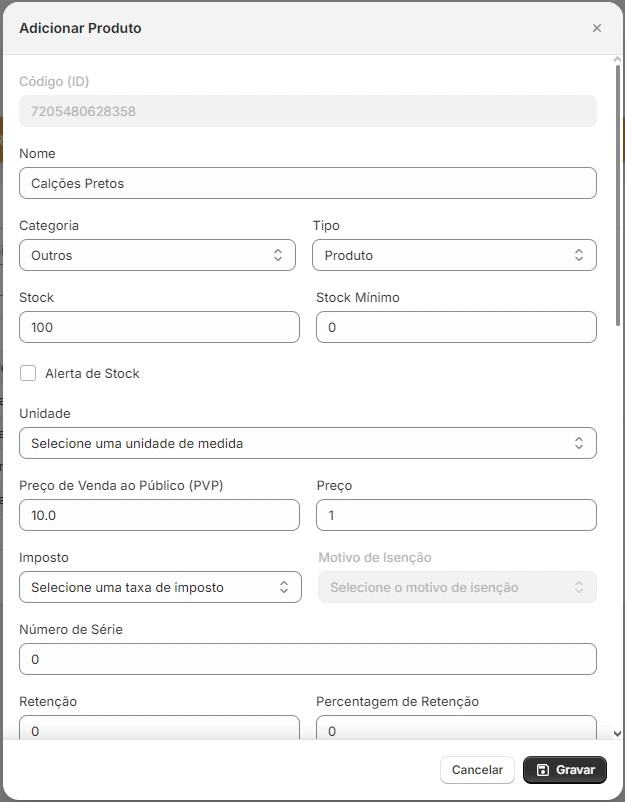 Adicionar Produto
Código (ID)
7205480628358
Nome
Calções Pretos
Categoria Tipo
Outros Produto
Stock Stock Mínimo
100 0
Alerta de Stock
Unidade
Selecione uma unidade de medida
Preço de Venda ao Público (PVP) Preço
10.0 1
Imposto Motivo de Isenção
Selecione uma taxa de imposto Selecione o motivo de isenção
Número de Série
0
Retenção Percentagem de Retenção
0 0
Cancelar Gravar